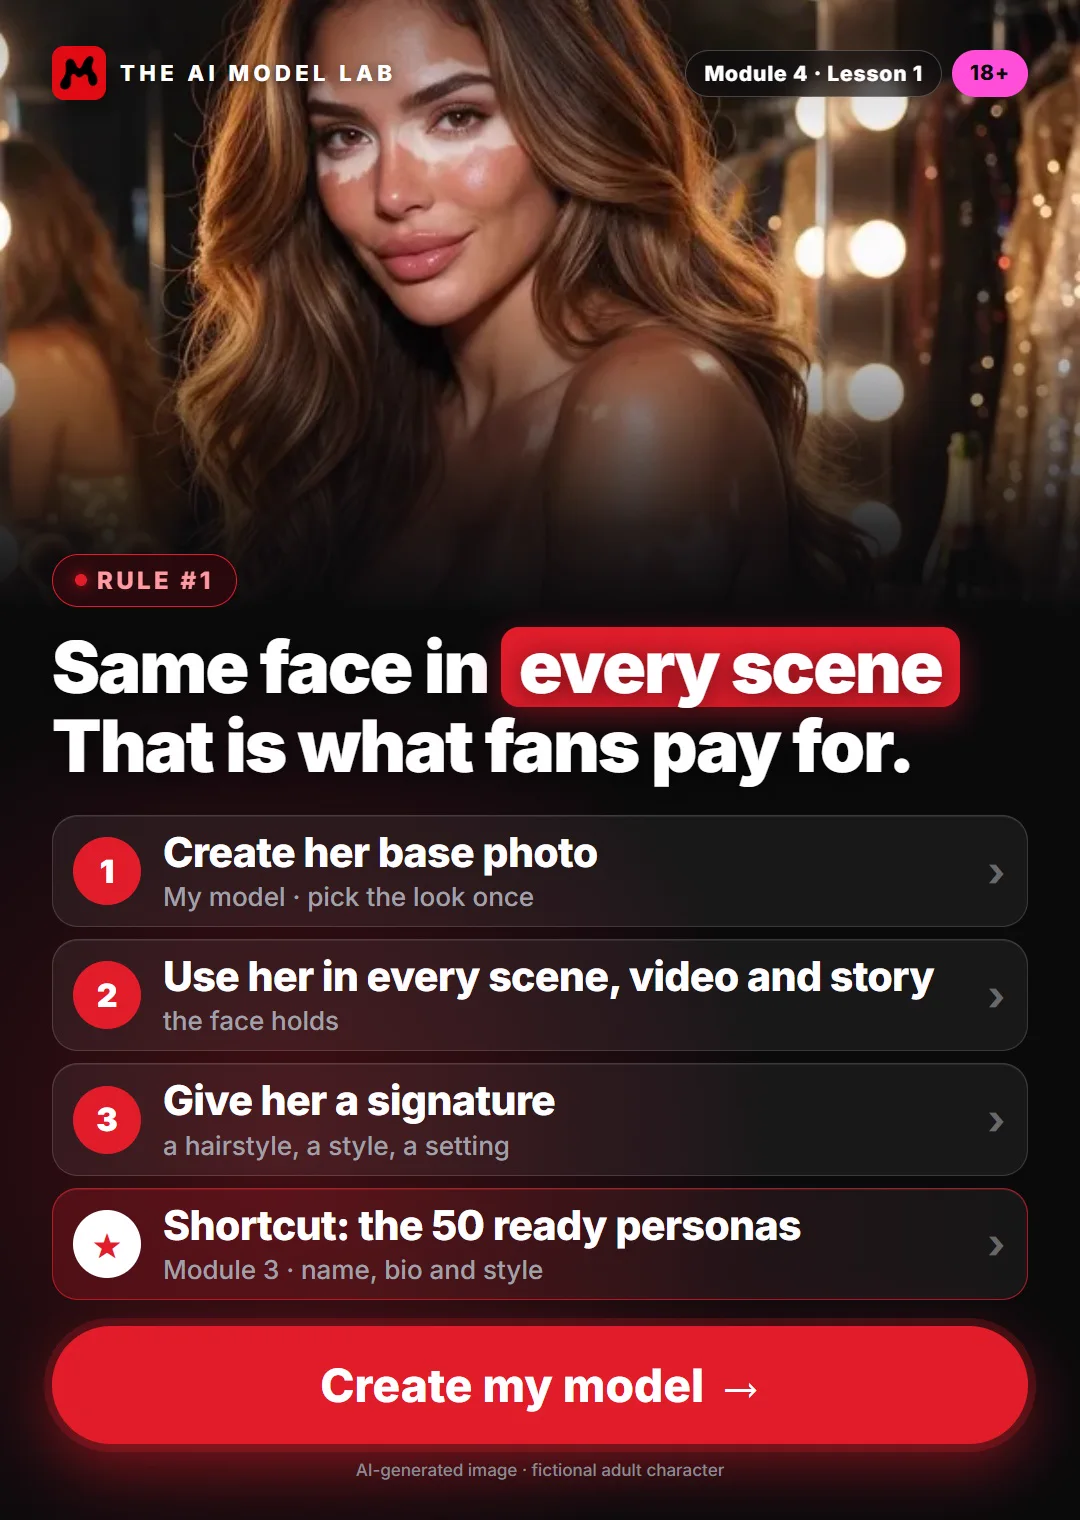 THE AI MODEL LAB
Module 4 · Lesson 1
18+
RULE #1
Same face in every scene
That is what fans pay for.
1
Create her base photo
My model · pick the look once
2
Use her in every scene, video and story
the face holds
3
Give her a signature
a hairstyle, a style, a setting
Shortcut: the 50 ready personas
Module 3 · name, bio and style
Create my model →
AI-generated image · fictional adult character